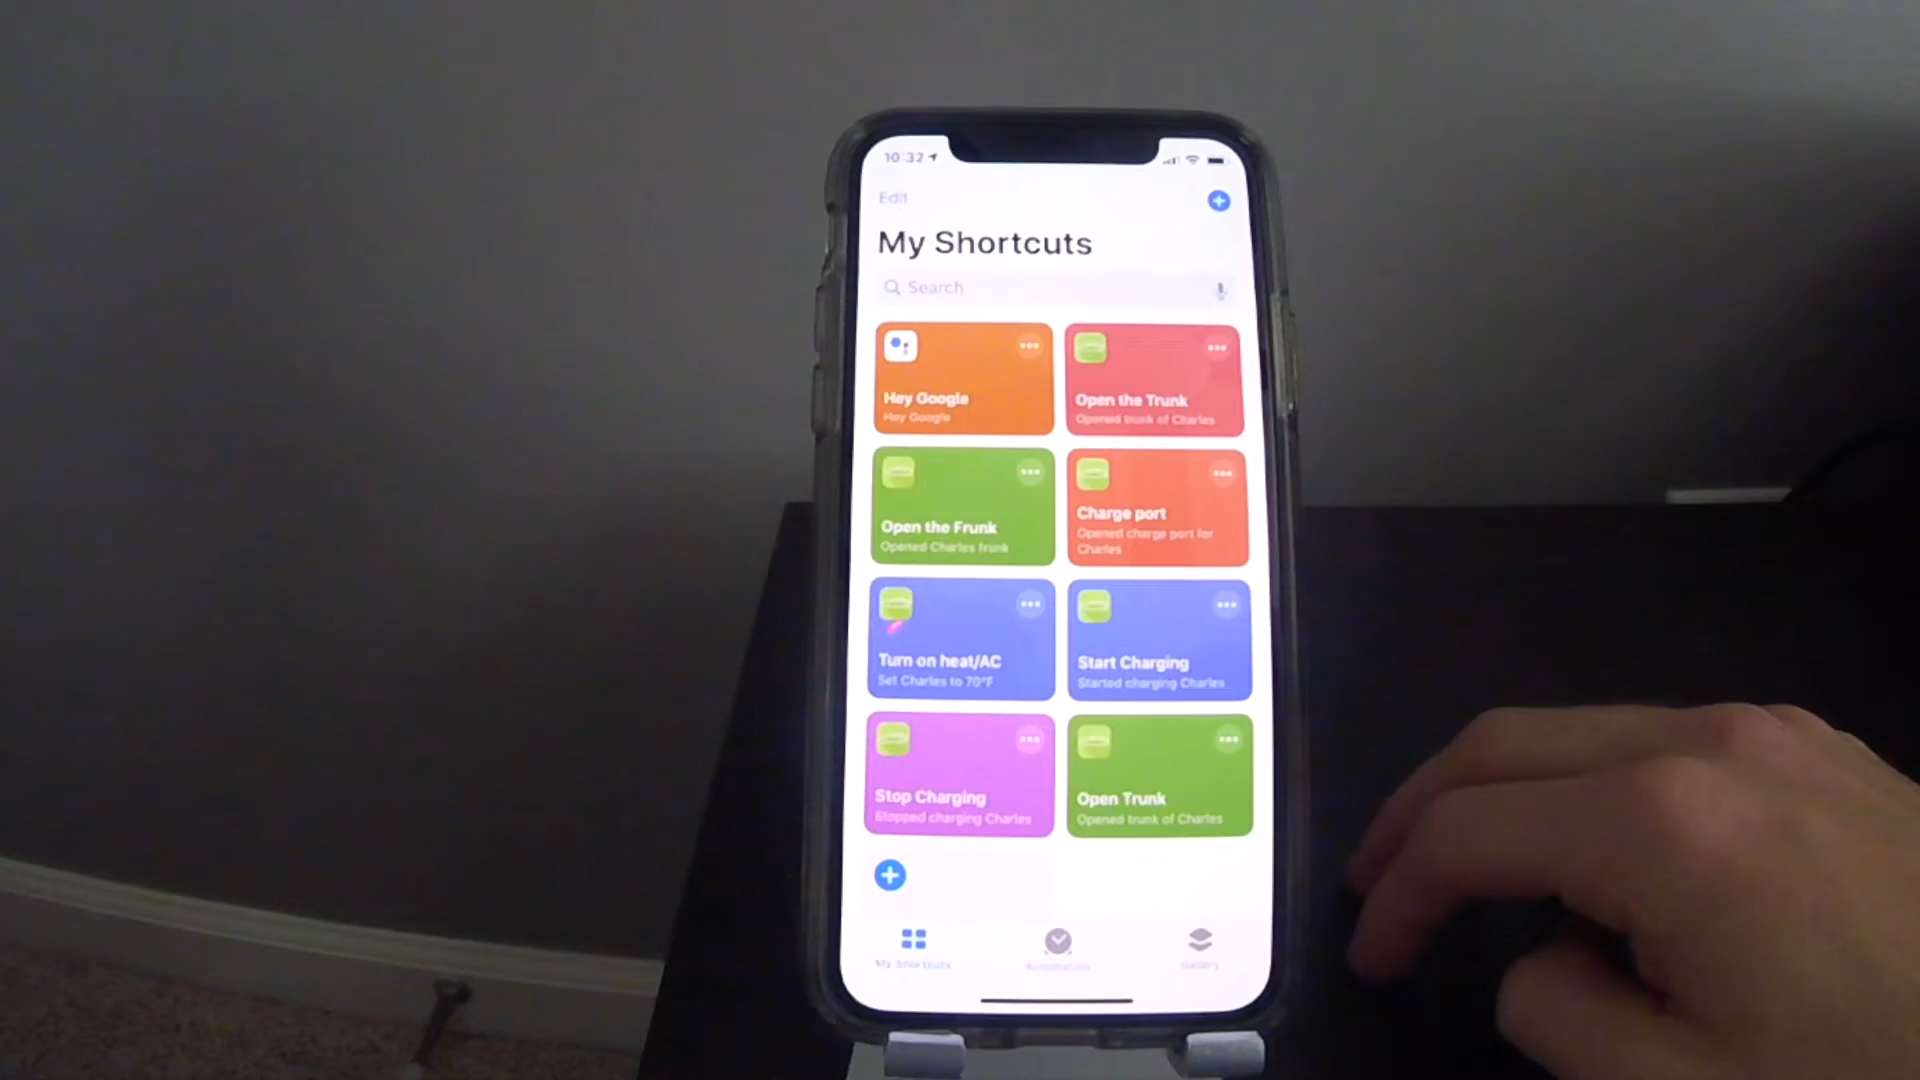 10:32
Edit
My Shortcuts
Search
Hey Google
Hey Google
Open the Trunk
Opened trunk of Charles
Open the Frunk
Opened Charles frunk
Charge port
Opened charge port for
Charles
Turn on heat/AC
Set Charles to 70°F
Start Charging
Started charging Charles
Stop Charging
Stopped charging Charles
Open Trunk
Opened trunk of Charles
My Shortcuts
Automation
Gallery